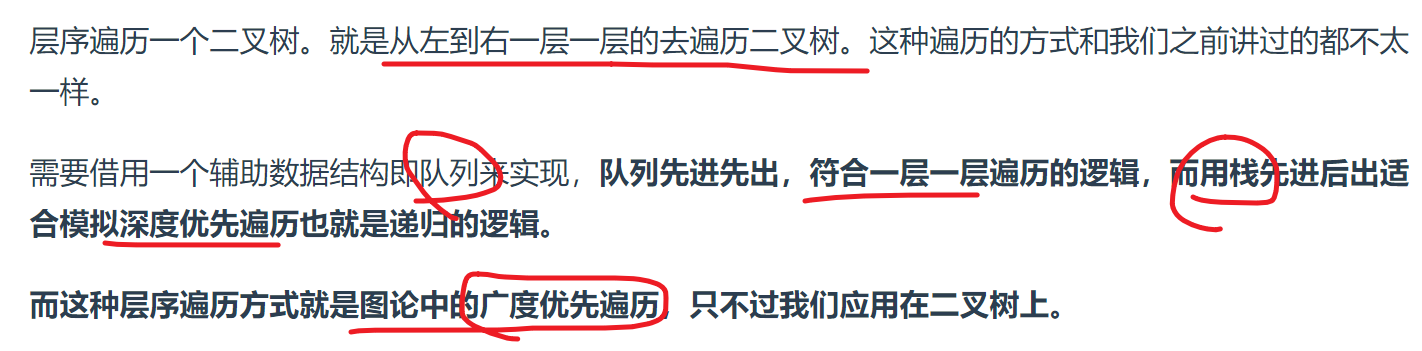 层序遍历一个二叉树。就是从左到右一层一层的去遍历二叉树。这种遍历的方式和我们之前讲过的都不太
一样。
需要借用一个辅助数据结构即队列来实现，队列先进先出，符合一层一层遍历的逻辑，而用栈先进后出适
合模拟深度优先遍历也就是递归的逻辑。
而这种层序遍历方式就是图论中的广度优先遍历，只不过我们应用在二叉树上。